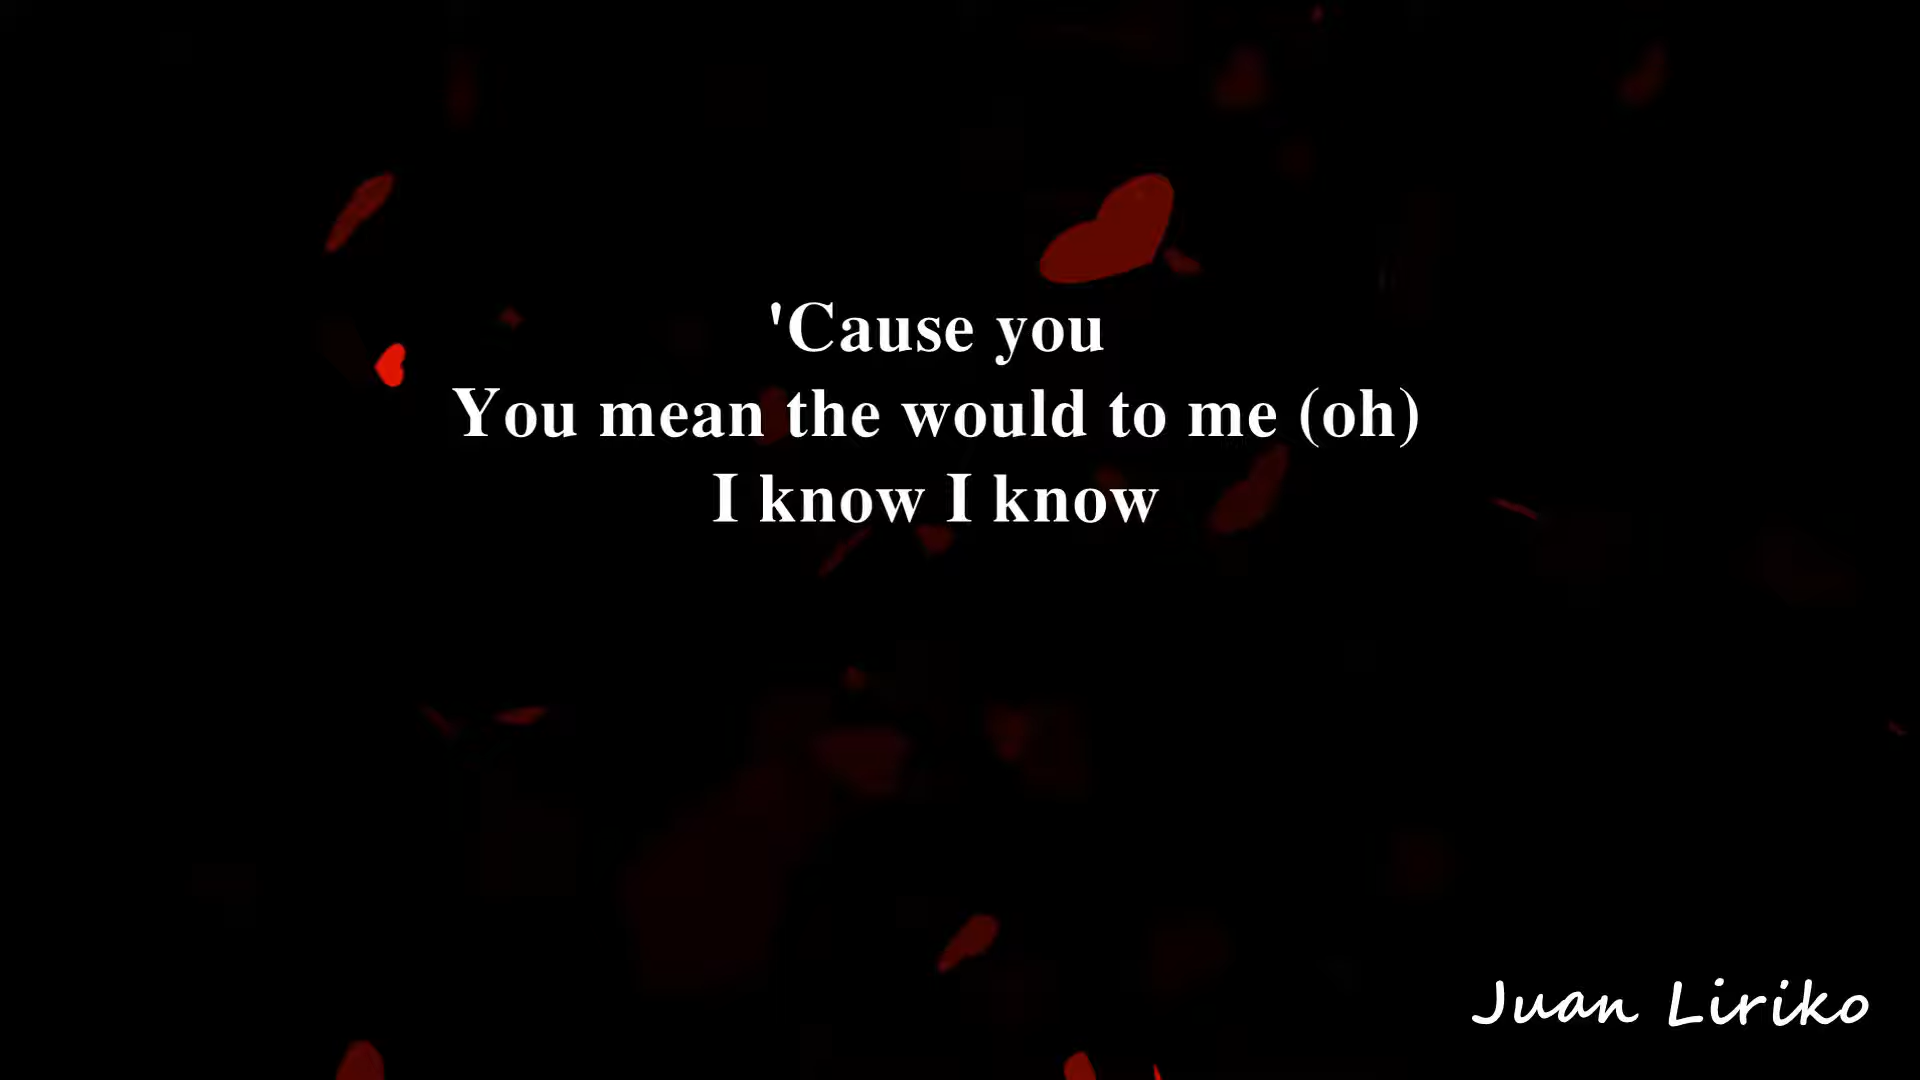 'Cause you
You mean the would to me (oh)
I know I know
Juan Liriko